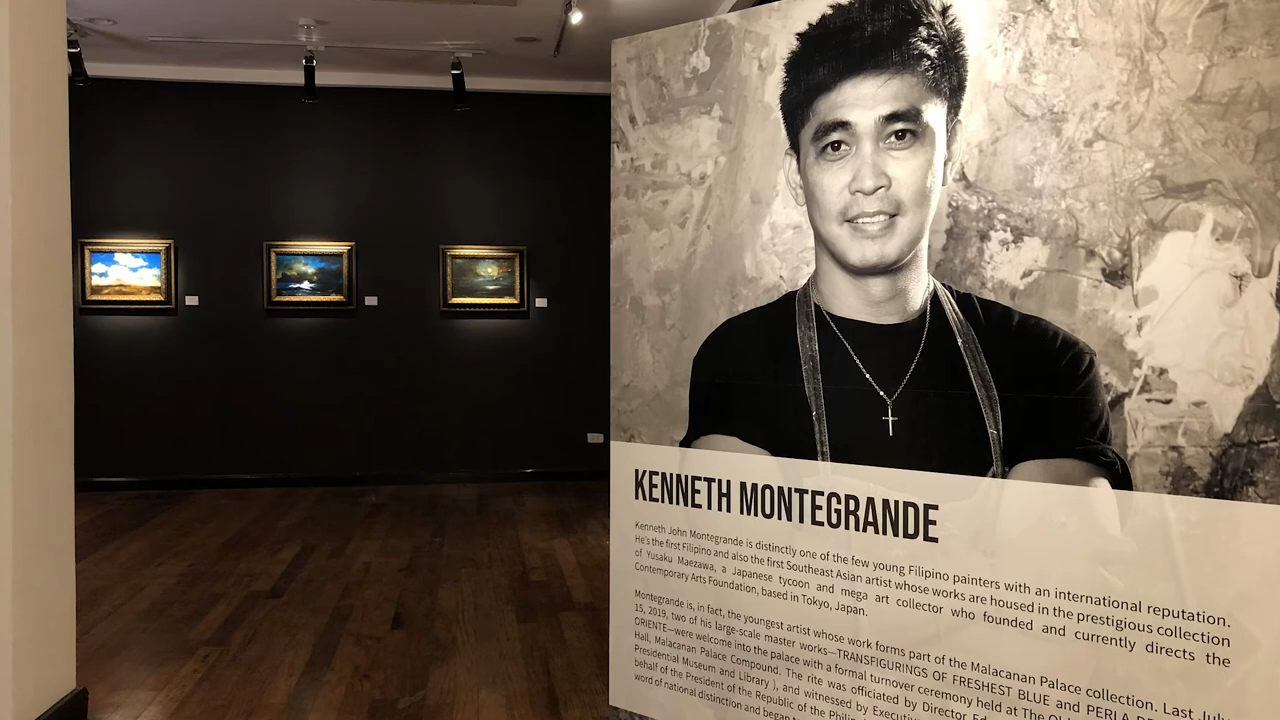 KENNETH MONTEGRANDE
Kenneth John Montegrande is distinctly one of the few young Filipino painters with an international reputation.
He's the first Filipino and also the first Southeast Asian artist whose works are housed in the prestigious collection
of Yusaku Maezawa, a Japanese tycoon and mega art collector who founded and currently directs the
Contemporary Arts Foundation, based in Tokyo, Japan.
Montegrande is, in fact, the youngest artist whose work forms part of the Malacanan Palace collection. Last July
15, 2019, two of his large-scale master works—TRANSFIGURINGS OF FRESHEST BLUE and PERLA
ORIENTE—were welcome into the palace with a formal turnover ceremony held at The
Hall, Malacanan Palace Compound. The rite was officiated by Director
Presidential Museum and Library ), and witnessed by
behalf of the President of the Republic of the
word of national distinction and began